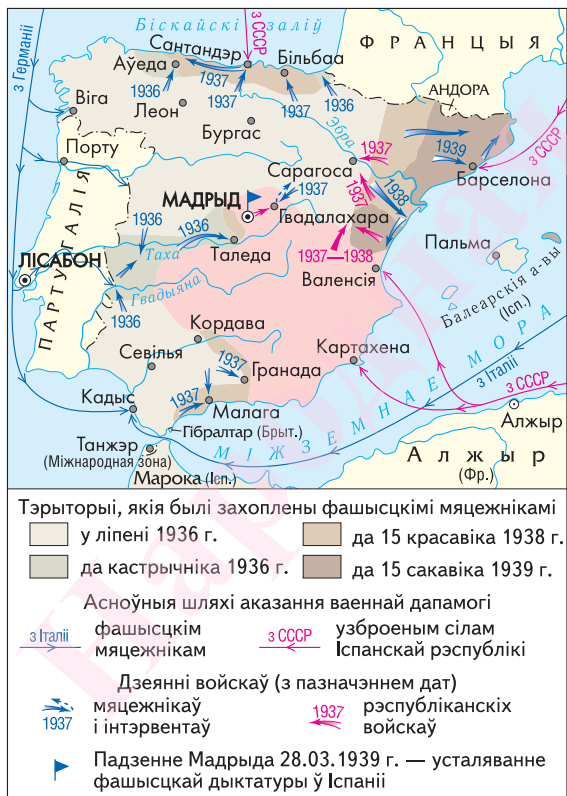 Біскайскі заліў
з СССР
ФРАНЦЫЯ
з Германіі
Сантандэр
Більбаа
Аўеда
1937
1936
1937
1937
1936
АНДОРА
Віга
Леон
Бургас
Эбра
1939
з СССР
Порту
1937
Сарагоса
Барселона
1938
1937
МАДРЫД
1937
Гвадалахара
ПАРТУГАЛІЯ
1936
1936
Таха
Таледа
1937—1938
Пальма
ЛІСАБОН
Валенсія
Балеарскія а-вы
(Ісп.)
Гвадыяна
1936
Кордава
Севілья
1937
Гранада
Картахена
МІЖЗЕМНАЕ МОРА
з Італіі
з СССР
Кадыс
1937
Малага
Гібралтар (Брыт.)
Алжыр
Танжэр
(Міжнародная зона)
Марока (Ісп.)
АЛЖЫР
(Фр.)
Тэрыторыі, якія былі захоплены фашысцкімі мяцежнікамі
у ліпені 1936 г.
да 15 красавіка 1938 г.
да кастрычніка 1936 г.
да 15 сакавіка 1939 г.
Асноўныя шляхі аказання ваеннай дапамогі
з Італіі
фашысцкім
мяцежнікам
з СССР
узброеным сілам
Іспанскай рэспублікі
Дзеянні войскаў (з пазначэннем дат)
1937
мяцежнікаў
і інтэрвентаў
1937
рэспубліканскіх
войскаў
Падзенне Мадрыда 28.03.1939 г. — усталяванне
фашысцкай дыктатуры ў Іспаніі